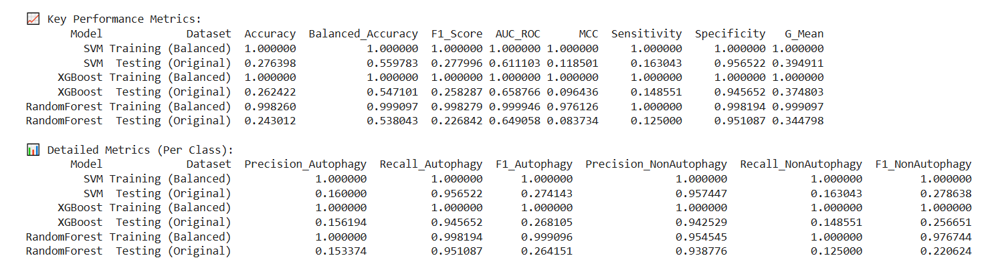 📈 Key Performance Metrics:
Model Dataset Accuracy Balanced_Accuracy F1_Score AUC_ROC MCC Sensitivity Specificity G_Mean
SVM Training (Balanced) 1.000000 1.000000 1.000000 1.000000 1.000000 1.000000 1.000000 1.000000
SVM Testing (Original) 0.276398 0.559783 0.277996 0.611103 0.118501 0.163043 0.956522 0.394911
XGBoost Training (Balanced) 1.000000 1.000000 1.000000 1.000000 1.000000 1.000000 1.000000 1.000000
XGBoost Testing (Original) 0.262422 0.547101 0.258287 0.658766 0.096436 0.148551 0.945652 0.374803
RandomForest Training (Balanced) 0.998260 0.999097 0.998279 0.999946 0.976126 1.000000 0.998194 0.999097
RandomForest Testing (Original) 0.243012 0.538043 0.226842 0.649058 0.083734 0.125000 0.951087 0.344798
📊 Detailed Metrics (Per Class):
Model Dataset Precision_Autophagy Recall_Autophagy F1_Autophagy Precision_NonAutophagy Recall_NonAutophagy F1_NonAutophagy
SVM Training (Balanced) 1.000000 1.000000 1.000000 1.000000 1.000000 1.000000
SVM Testing (Original) 0.160000 0.956522 0.274143 0.957447 0.163043 0.278638
XGBoost Training (Balanced) 1.000000 1.000000 1.000000 1.000000 1.000000 1.000000
XGBoost Testing (Original) 0.156194 0.945652 0.268105 0.942529 0.148551 0.256651
RandomForest Training (Balanced) 1.000000 0.998194 0.999096 0.954545 1.000000 0.976744
RandomForest Testing (Original) 0.153374 0.951087 0.264151 0.938776 0.125000 0.220624